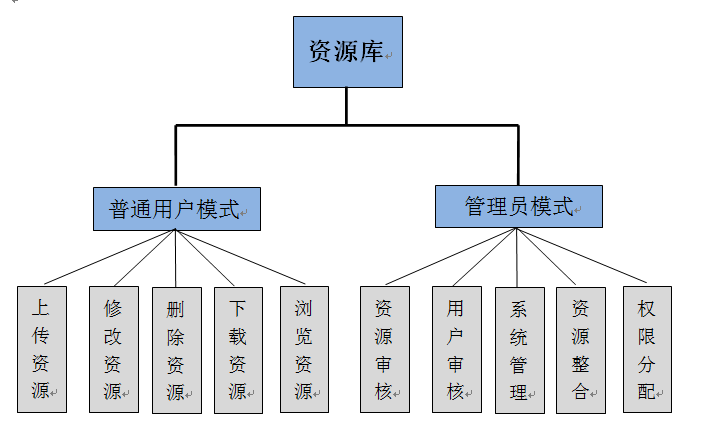 资源库
普通用户模式
管理员模式
上传资源
修改资源
删除资源
下载资源
浏览资源
资源审核
用户审核
系统管理
资源整合
权限分配